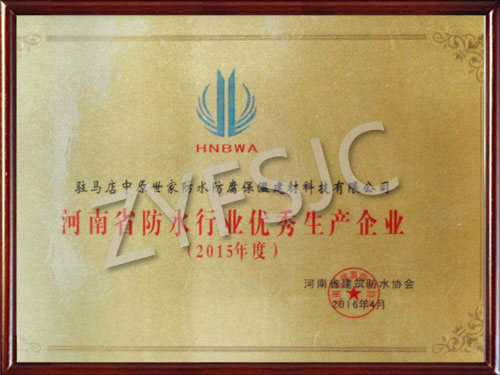 HNBWA
驻马店中原世家防水防腐保温建材科技有限公司
河南省防水行业优秀生产企业
(2015年度)
河南省建筑防水协会
2016年4月
ZYFSJC